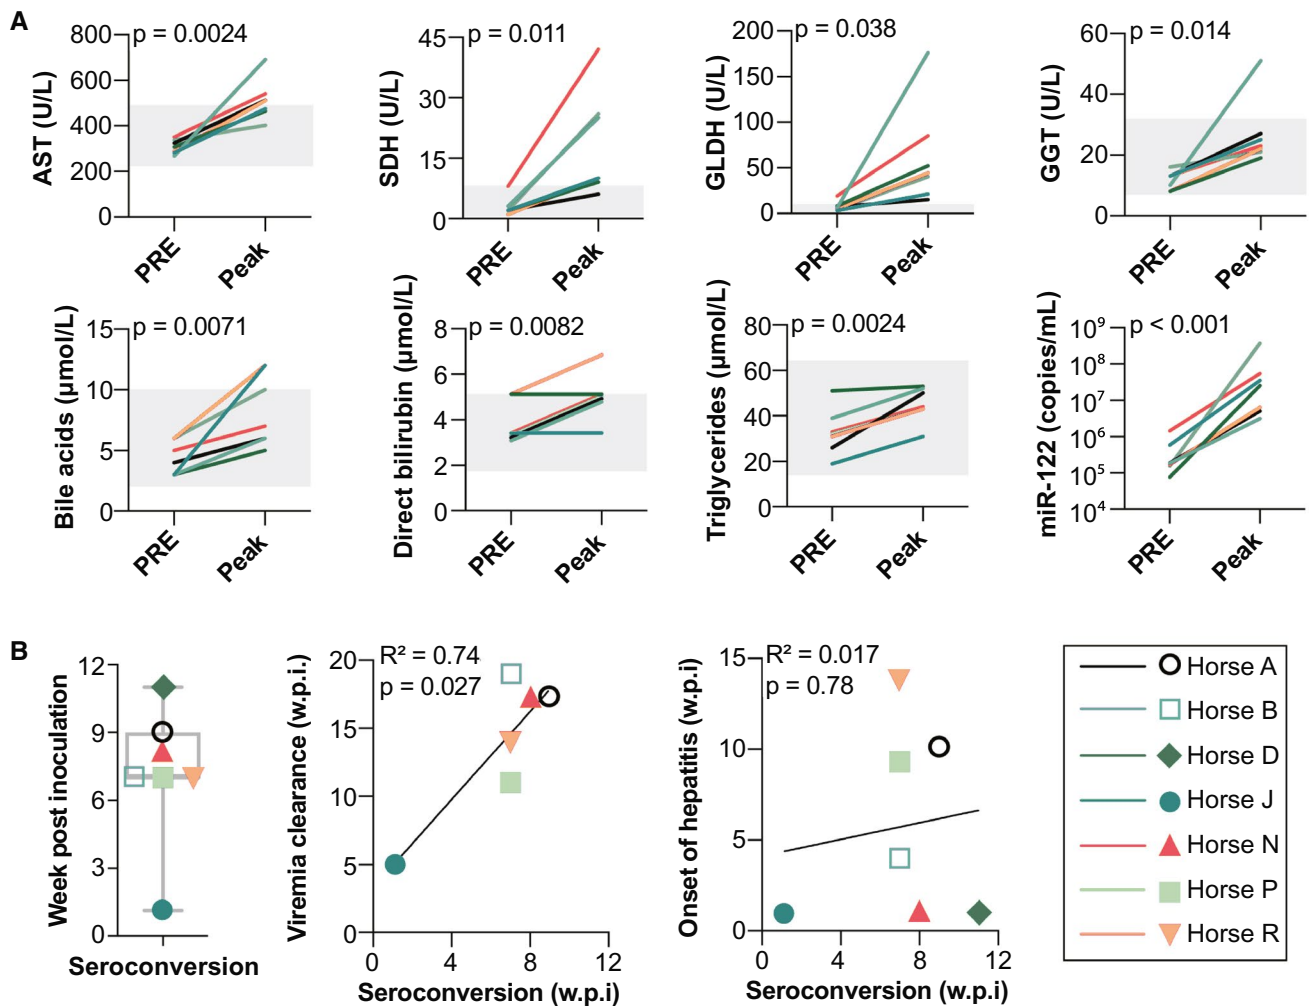 A
AST (U/L)
800
600
400
200
0
p = 0.0024
PRE
Peak
SDH (U/L)
45
30
15
0
p = 0.011
PRE
Peak
GLDH (U/L)
200
150
100
50
0
p = 0.038
PRE
Peak
GGT (U/L)
60
40
20
0
p = 0.014
PRE
Peak
Bile acids (μmol/L)
15
10
5
0
p = 0.0071
PRE
Peak
Direct bilirubin (μmol/L)
8
6
4
2
0
p = 0.0082
PRE
Peak
Triglycerides (μmol/L)
80
60
40
20
0
p = 0.0024
PRE
Peak
miR-122 (copies/mL)
10⁹
10⁸
10⁷
10⁶
10⁵
10⁴
p < 0.001
PRE
Peak
B
Week post inoculation
12
9
6
3
0
Seroconversion
Viremia clearance (w.p.i.)
20
15
10
5
0
R² = 0.74
p = 0.027
0 4 8 12
Seroconversion (w.p.i)
Onset of hepatitis (w.p.i)
15
10
5
0
R² = 0.017
p = 0.78
0 4 8 12
Seroconversion (w.p.i)
Horse A
Horse B
Horse D
Horse J
Horse N
Horse P
Horse R